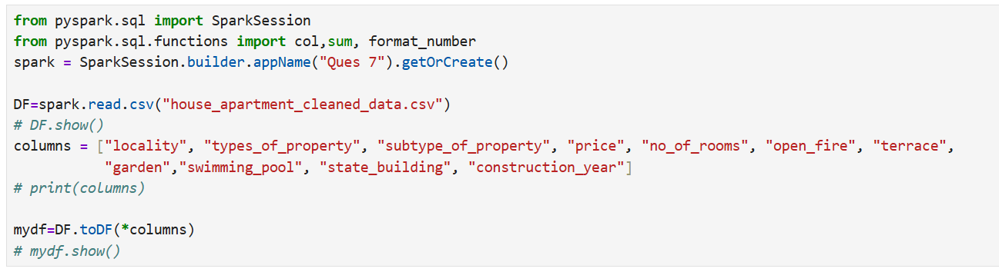 from pyspark.sql import SparkSession
from pyspark.sql.functions import col,sum, format_number
spark = SparkSession.builder.appName("Ques 7").getOrCreate()
DF=spark.read.csv("house_apartment_cleaned_data.csv")
# DF.show()
columns = ["locality", "types_of_property", "subtype_of_property", "price", "no_of_rooms", "open_fire", "terrace",
"garden","swimming_pool", "state_building", "construction_year"]
# print(columns)
mydf=DF.toDF(*columns)
# mydf.show()